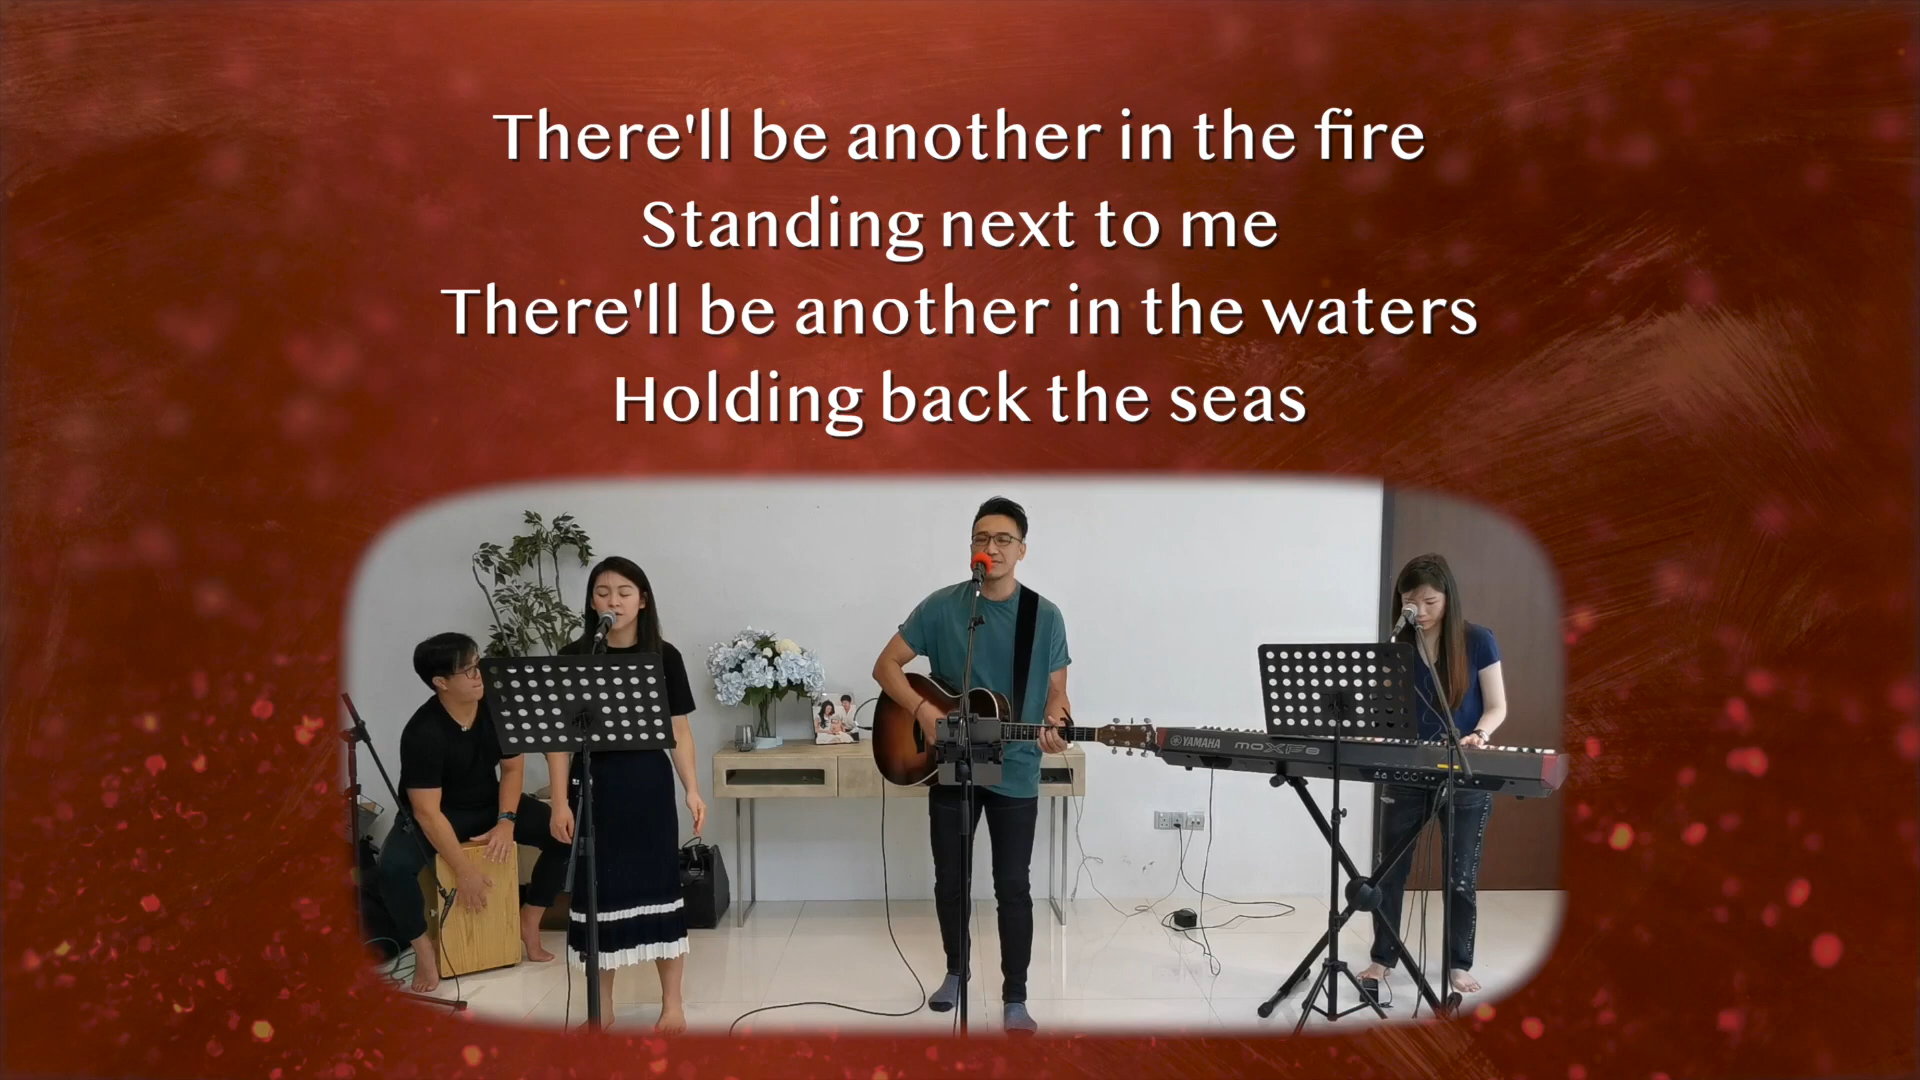 There'll be another in the fire
Standing next to me
There'll be another in the waters
Holding back the seas
YAMAHA MOXF8